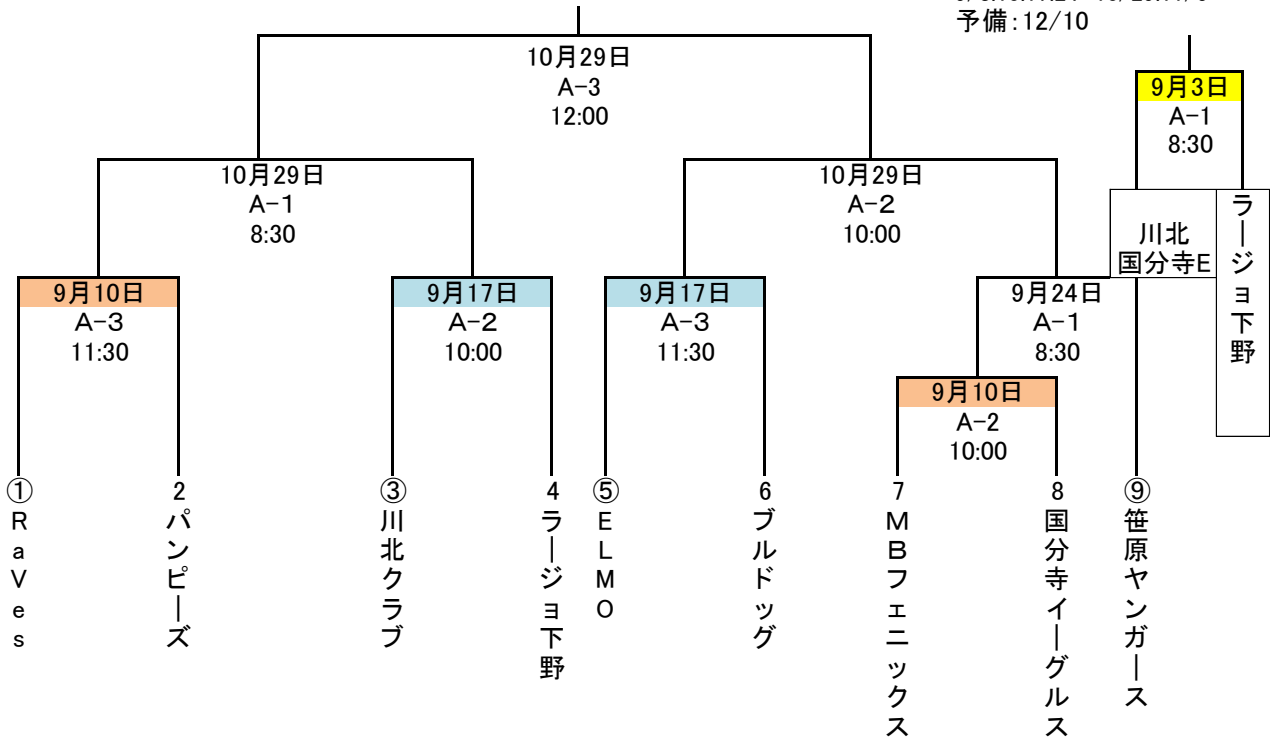 予備:12/10
10月29日
A-3
12:00
9月3日
A-1
8:30
10月29日
A-1
8:30
10月29日
A-2
10:00
川北
国分寺E
ラージョ下野
9月10日
A-3
11:30
9月17日
A-2
10:00
9月17日
A-3
11:30
9月24日
A-1
8:30
9月10日
A-2
10:00
①RaVes
2パンピーズ
③川北クラブ
4ラージョ下野
⑤ELMO
6ブルドッグ
7MBフェニックス
8国分寺イーグルス
⑨笹原ヤンガース